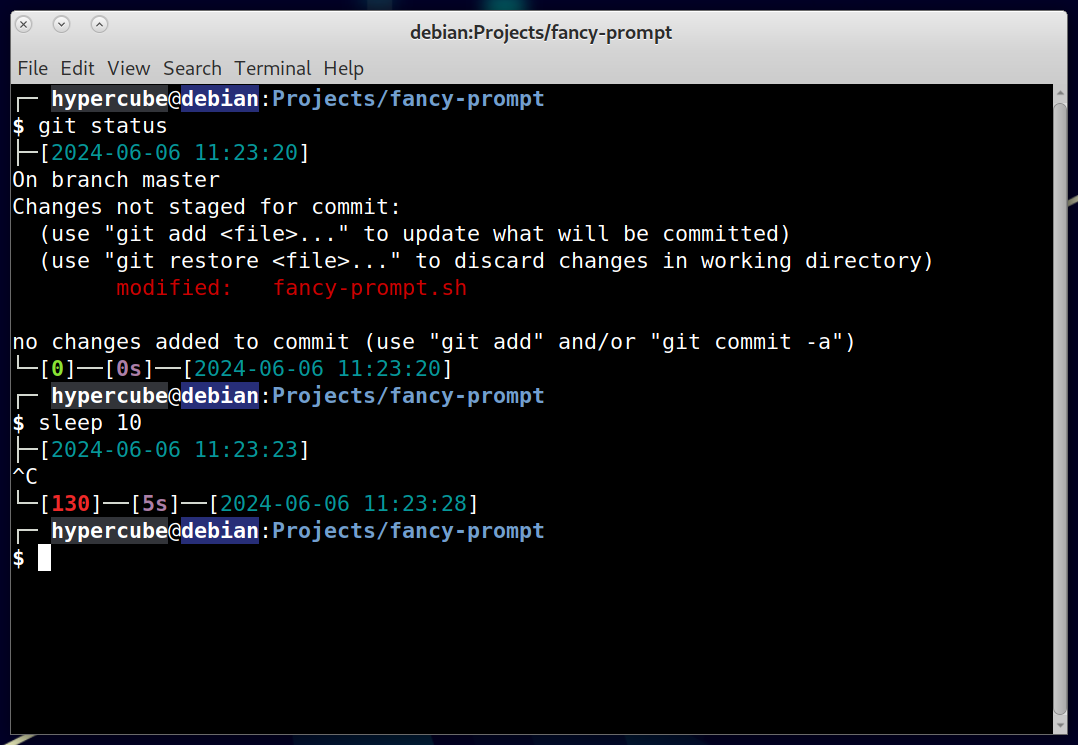 debian:Projects/fancy-prompt
File Edit View Search Terminal Help
┌─ hypercube@debian:Projects/fancy-prompt
$ git status
├─[2024-06-06 11:23:20]
On branch master
Changes not staged for commit:
  (use "git add <file>..." to update what will be committed)
  (use "git restore <file>..." to discard changes in working directory)
        modified:   fancy-prompt.sh

no changes added to commit (use "git add" and/or "git commit -a")
└─[0]──[0s]──[2024-06-06 11:23:20]
┌─ hypercube@debian:Projects/fancy-prompt
$ sleep 10
├─[2024-06-06 11:23:23]
^C
└─[130]──[5s]──[2024-06-06 11:23:28]
┌─ hypercube@debian:Projects/fancy-prompt
$